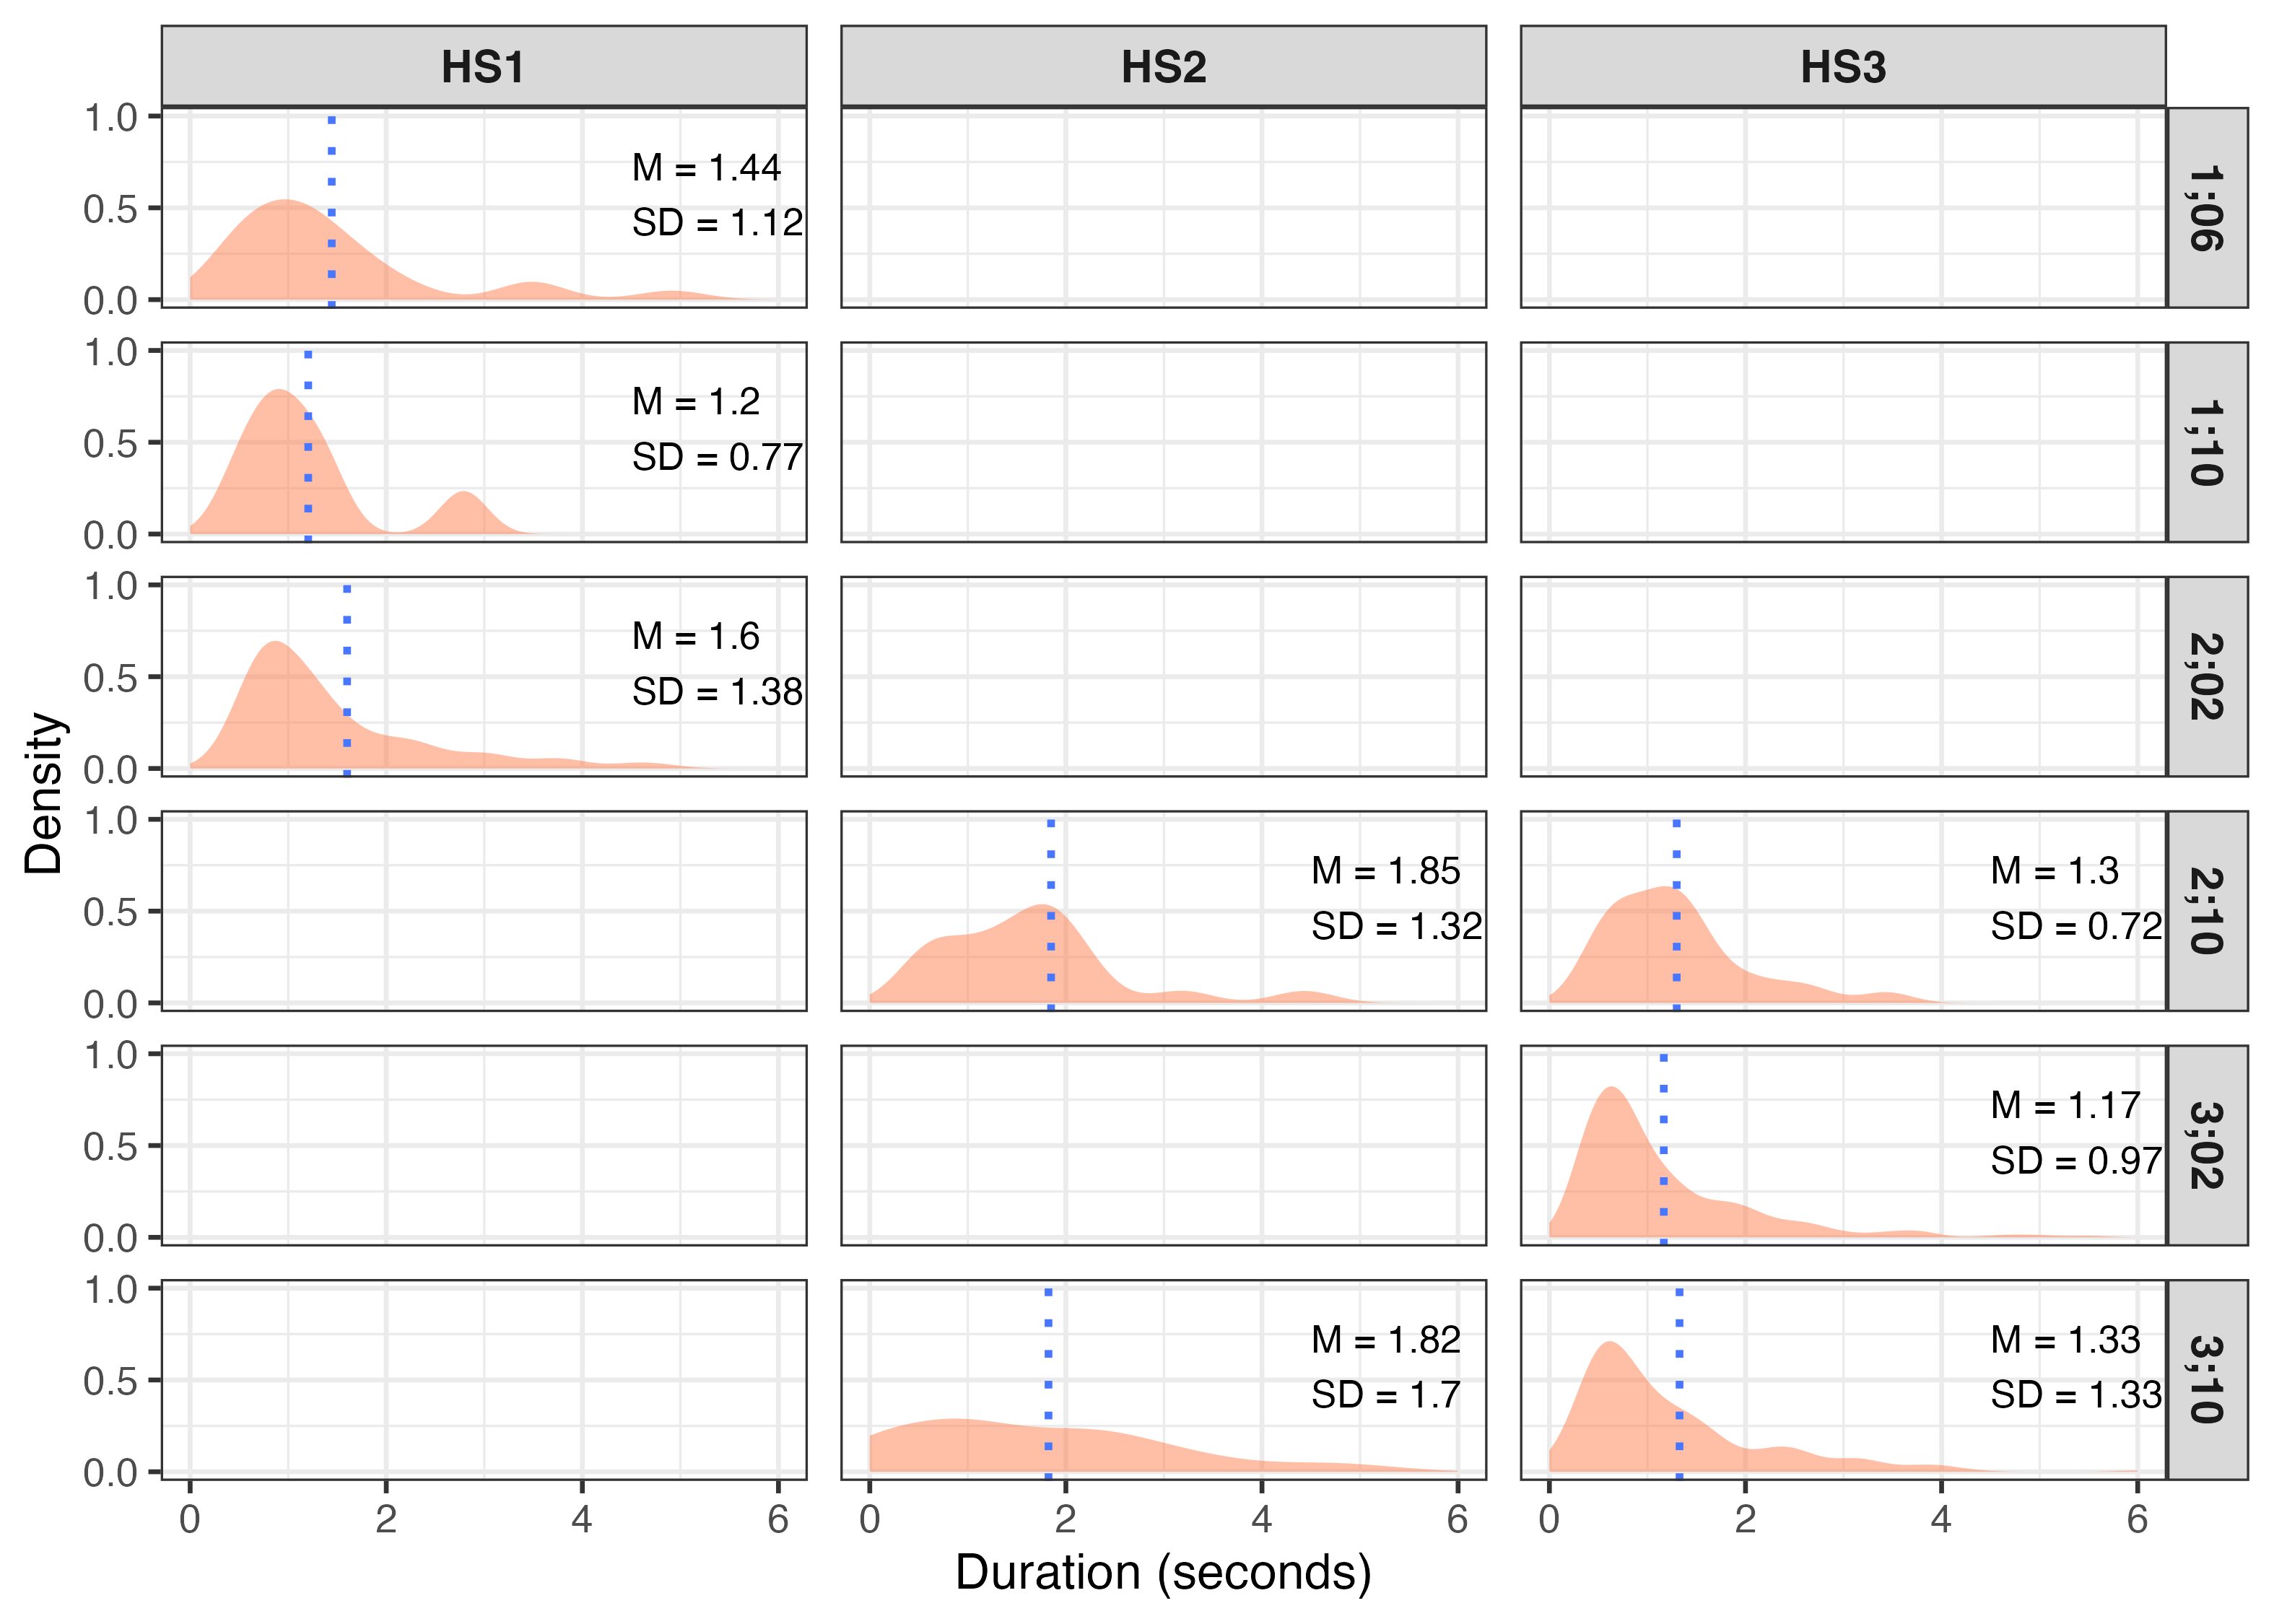 HS1
HS2
HS3
1.0
0.5
0.0
M = 1.44
SD = 1.12
1;06
1.0
0.5
0.0
M = 1.2
SD = 0.77
1;10
1.0
0.5
0.0
M = 1.6
SD = 1.38
2;02
1.0
0.5
0.0
M = 1.85
SD = 1.32
M = 1.3
SD = 0.72
2;10
1.0
0.5
0.0
M = 1.17
SD = 0.97
3;02
1.0
0.5
0.0
M = 1.82
SD = 1.7
M = 1.33
SD = 1.33
3;10
0 2 4 6
0 2 4 6
0 2 4 6
Density
Duration (seconds)